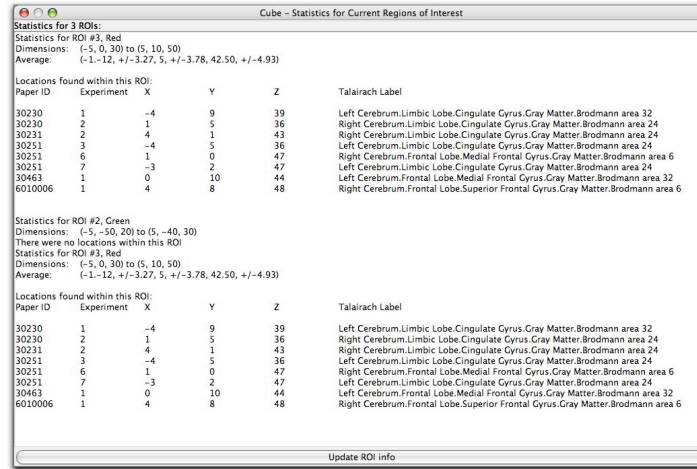 Cube – Statistics for Current Regions of Interest
Statistics for 3 ROIs:
Statistics for ROI #3, Red
Dimensions: (–5, 0, 30) to (5, 10, 50)
Average: (–1.–12, +/–3.27, 5, +/–3.78, 42.50, +/–4.93)
Locations found within this ROI:
Paper ID Experiment X Y Z Talairach Label
30230 1 –4 9 39 Left Cerebrum.Limbic Lobe.Cingulate Gyrus.Gray Matter.Brodmann area 32
30230 2 1 5 36 Right Cerebrum.Limbic Lobe.Cingulate Gyrus.Gray Matter.Brodmann area 24
30231 2 4 1 43 Right Cerebrum.Limbic Lobe.Cingulate Gyrus.Gray Matter.Brodmann area 24
30251 3 –4 5 36 Left Cerebrum.Limbic Lobe.Cingulate Gyrus.Gray Matter.Brodmann area 24
30251 6 1 0 47 Right Cerebrum.Frontal Lobe.Medial Frontal Gyrus.Gray Matter.Brodmann area 6
30251 7 –3 2 47 Left Cerebrum.Limbic Lobe.Cingulate Gyrus.Gray Matter.Brodmann area 24
30463 1 0 10 44 Left Cerebrum.Frontal Lobe.Medial Frontal Gyrus.Gray Matter.Brodmann area 32
6010006 1 4 8 48 Right Cerebrum.Frontal Lobe.Superior Frontal Gyrus.Gray Matter.Brodmann area 6
Statistics for ROI #2, Green
Dimensions: (–5, –50, 20) to (5, –40, 30)
There were no locations within this ROI
Statistics for ROI #3, Red
Dimensions: (–5, 0, 30) to (5, 10, 50)
Average: (–1.–12, +/–3.27, 5, +/–3.78, 42.50, +/–4.93)
Locations found within this ROI:
Paper ID Experiment X Y Z Talairach Label
30230 1 –4 9 39 Left Cerebrum.Limbic Lobe.Cingulate Gyrus.Gray Matter.Brodmann area 32
30230 2 1 5 36 Right Cerebrum.Limbic Lobe.Cingulate Gyrus.Gray Matter.Brodmann area 24
30231 2 4 1 43 Right Cerebrum.Limbic Lobe.Cingulate Gyrus.Gray Matter.Brodmann area 24
30251 3 –4 5 36 Left Cerebrum.Limbic Lobe.Cingulate Gyrus.Gray Matter.Brodmann area 24
30251 6 1 0 47 Right Cerebrum.Frontal Lobe.Medial Frontal Gyrus.Gray Matter.Brodmann area 6
30251 7 –3 2 47 Left Cerebrum.Limbic Lobe.Cingulate Gyrus.Gray Matter.Brodmann area 24
30463 1 0 10 44 Left Cerebrum.Frontal Lobe.Medial Frontal Gyrus.Gray Matter.Brodmann area 32
6010006 1 4 8 48 Right Cerebrum.Frontal Lobe.Superior Frontal Gyrus.Gray Matter.Brodmann area 6
Update ROI info